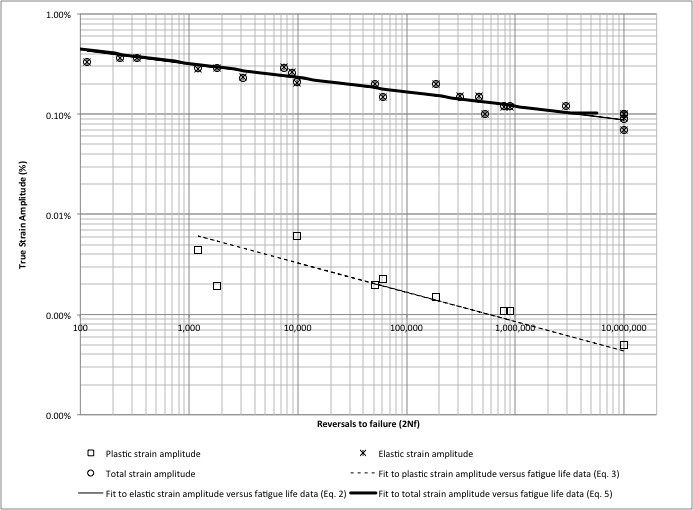 1.00%
0.10%
0.01%
0.00%
0.00%
True Strain Amplitude (%)
100 1,000 10,000 100,000 1,000,000 10,000,000
Reversals to failure (2Nf)
Plastic strain amplitude Elastic strain amplitude
Total strain amplitude Fit to plastic strain amplitude versus fatigue life data (Eq. 3)
Fit to elastic strain amplitude versus fatigue life data (Eq. 2) Fit to total strain amplitude versus fatigue life data (Eq. 5)